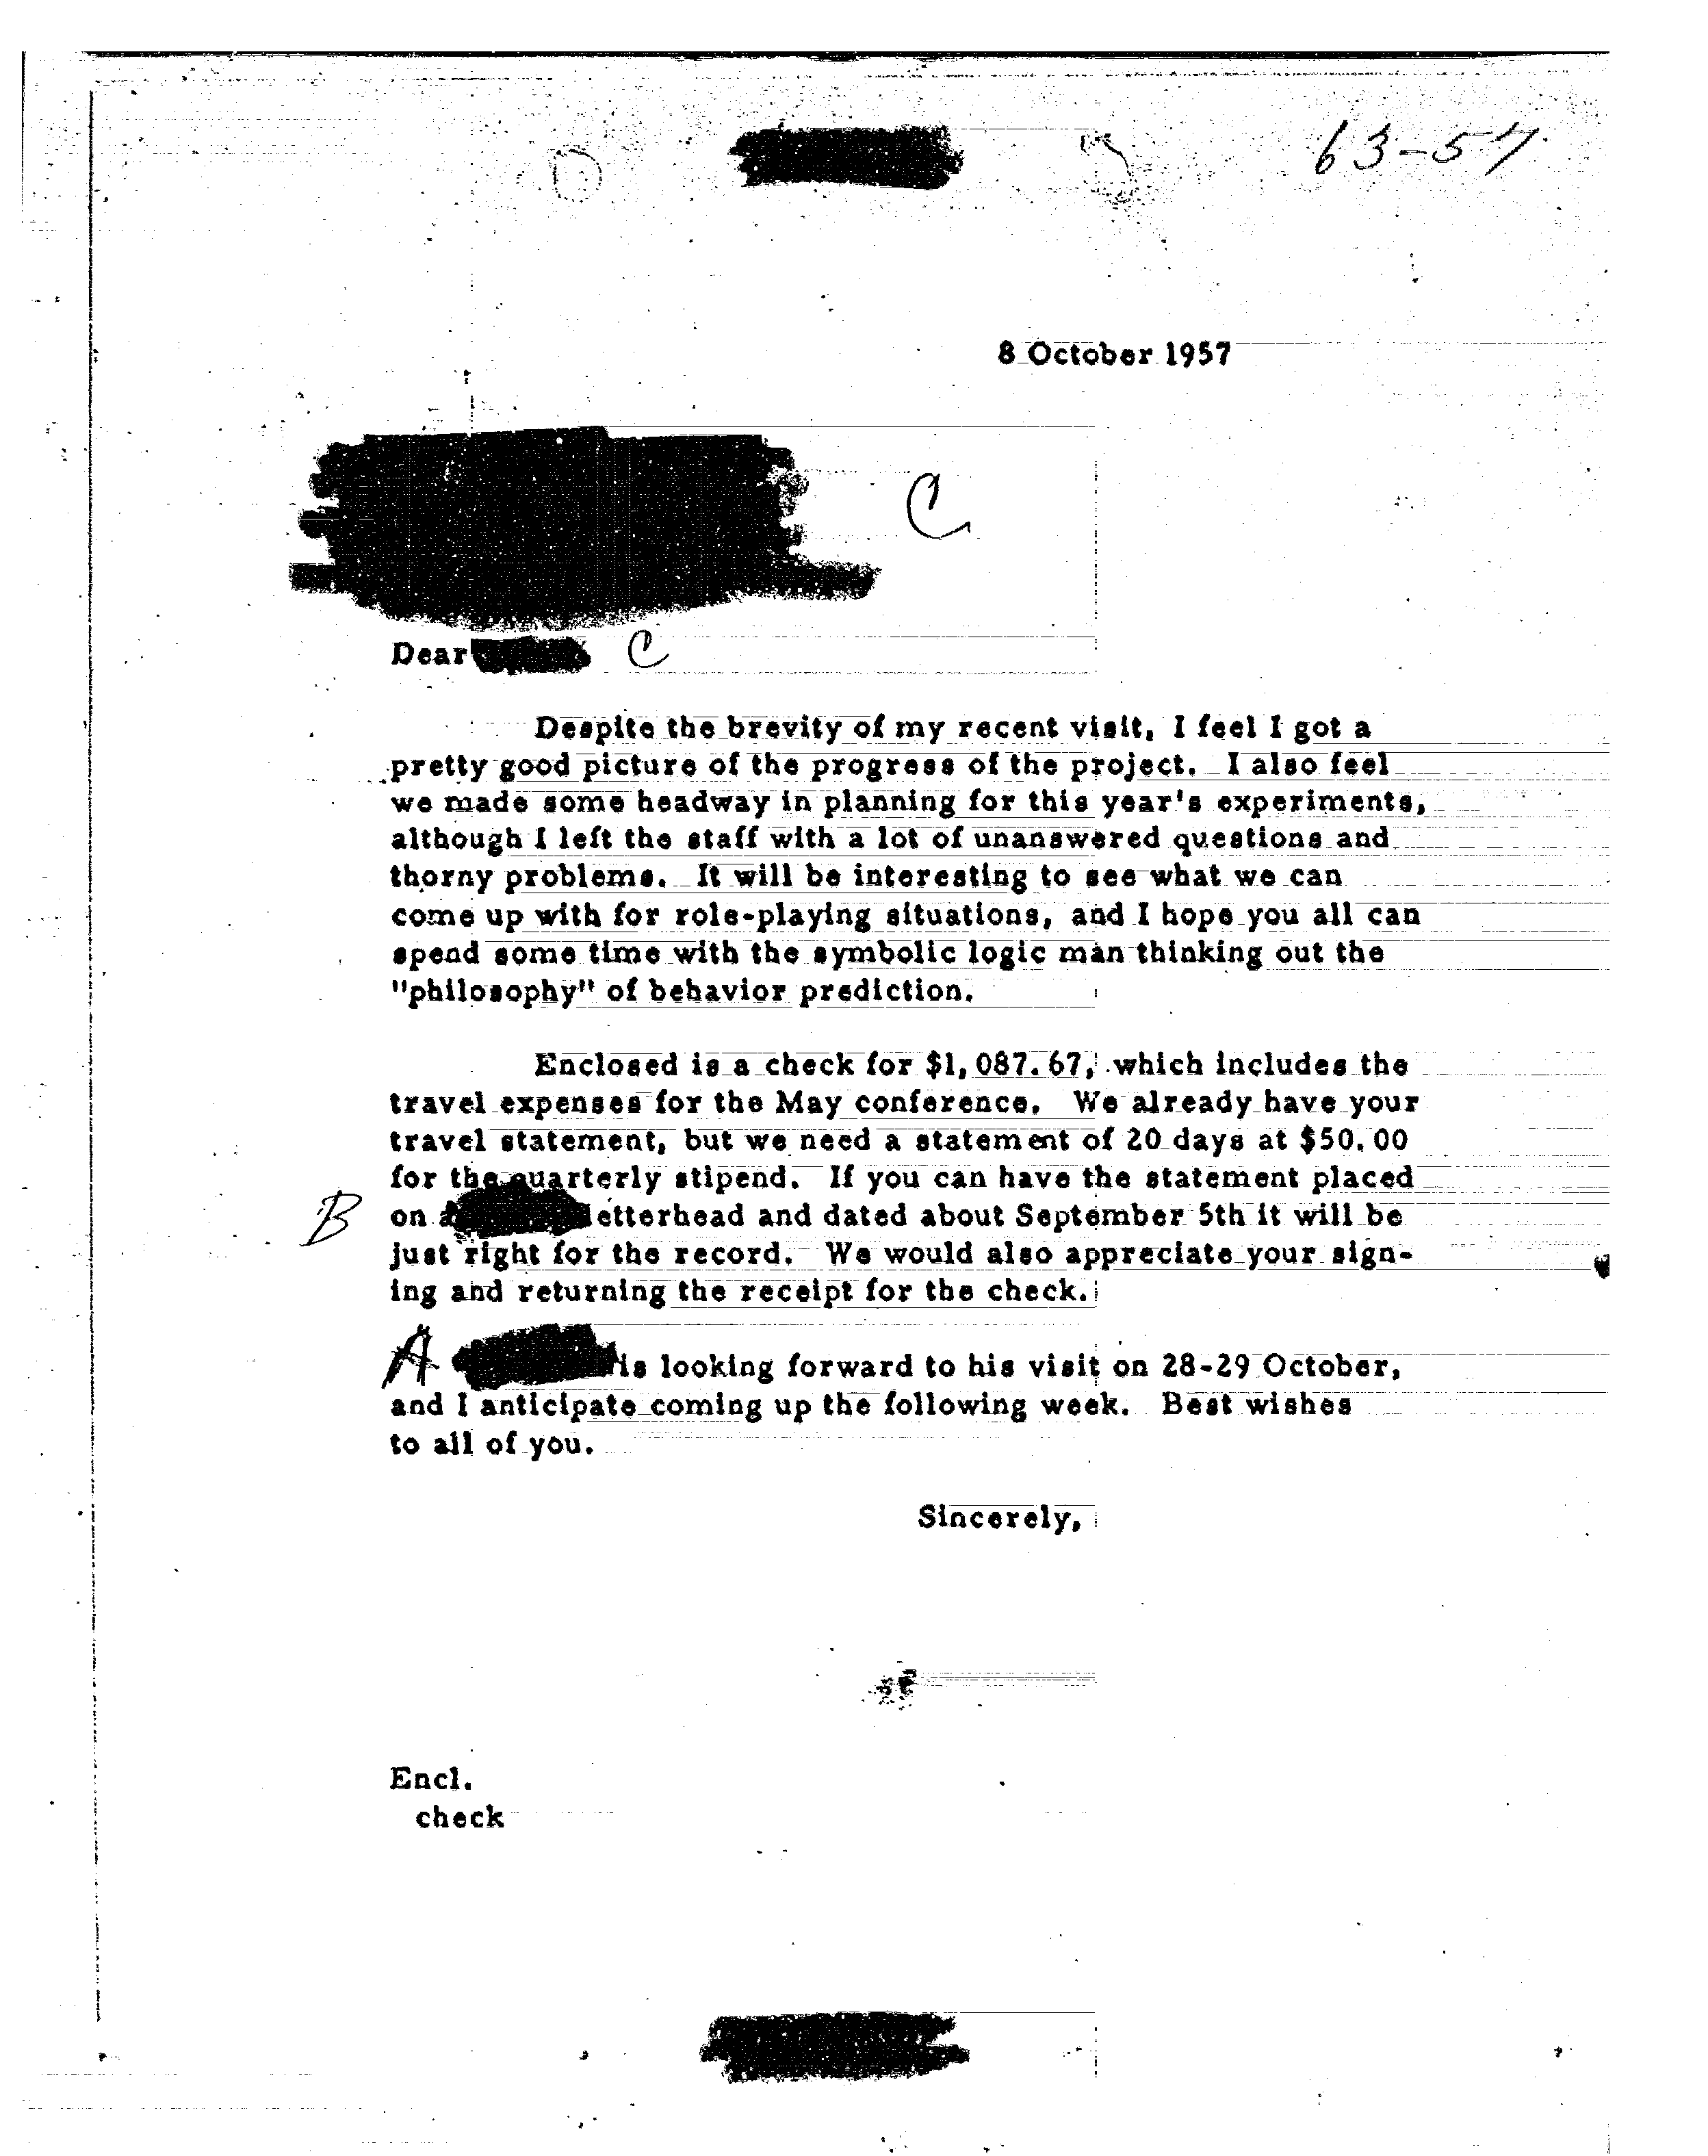 63-57
8 October 1957
C
Dear C
Despite the brevity of my recent visit, I feel I got a
pretty good picture of the progress of the project. I also feel
we made some headway in planning for this year's experiments,
although I left the staff with a lot of unanswered questions and
thorny problems. It will be interesting to see what we can
come up with for role-playing situations, and I hope you all can
spend some time with the symbolic logic man thinking out the
"philosophy" of behavior prediction.
Enclosed is a check for $1,087.67, which includes the
travel expenses for the May conference. We already have your
travel statement, but we need a statement of 20 days at $50.00
for the quarterly stipend. If you can have the statement placed
B on letterhead and dated about September 5th it will be
just right for the record. We would also appreciate your sign-
ing and returning the receipt for the check.
A is looking forward to his visit on 28-29 October,
and I anticipate coming up the following week. Best wishes
to all of you.
Sincerely,
Encl.
check